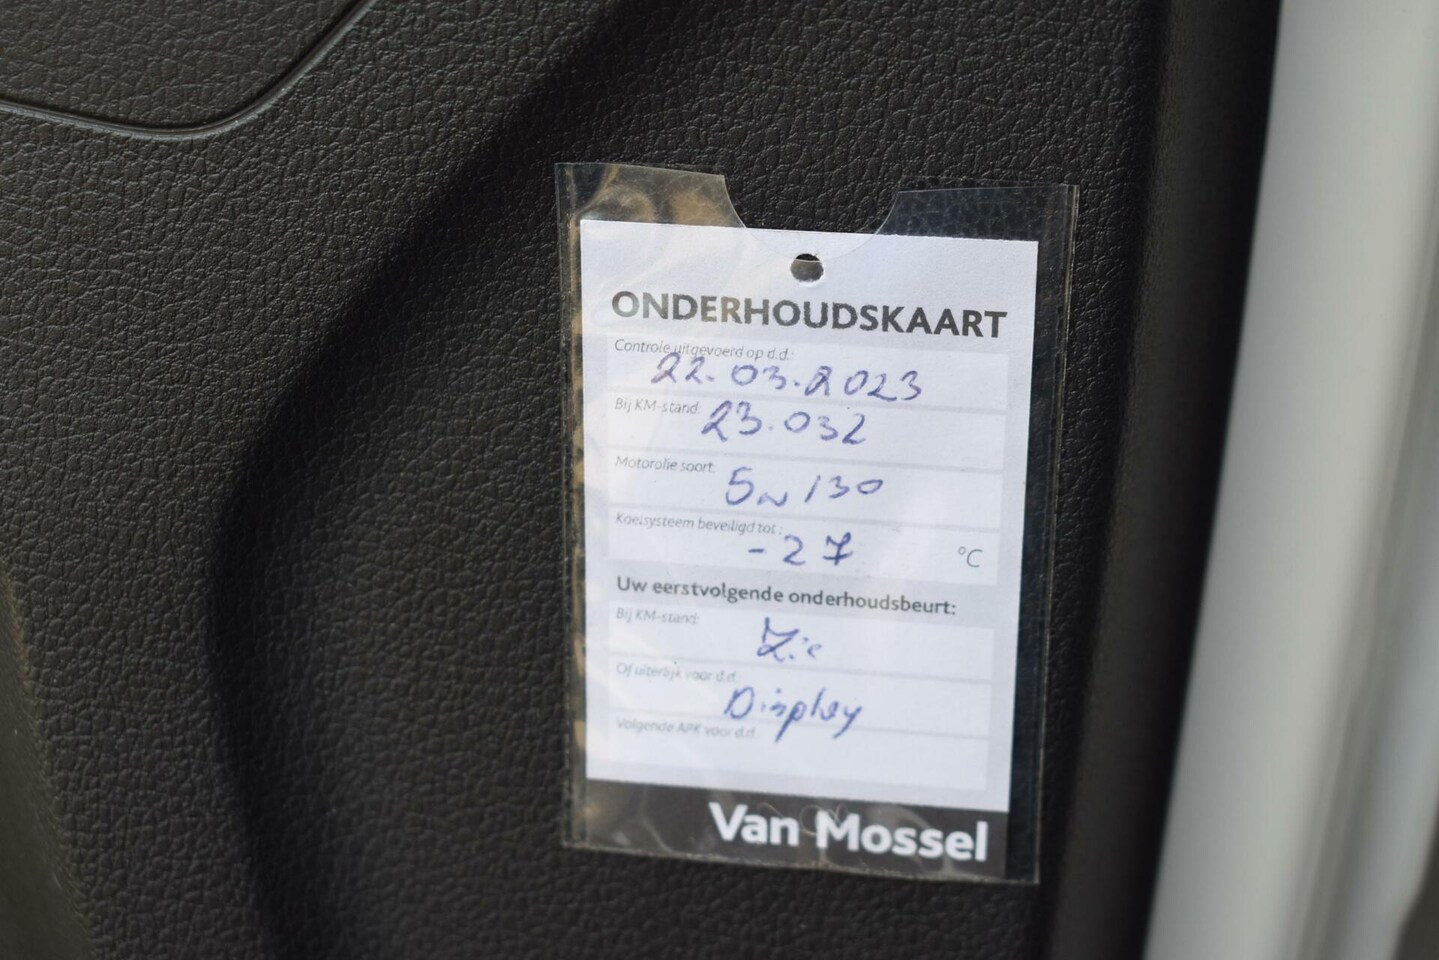 ONDERHOUDSKAART
Controle uitgevoerd op d.d.:
22.03.2023
Bij KM-stand:
23.032
Motorolie soort:
5w130
Koelsysteem beveiligd tot:
-27 °C
Uw eerstvolgende onderhoudsbeurt:
Bij KM-stand:
Zie
Of uiterlijk voor d.d.
Display
Volgende APK voor d.d.
Van Mossel